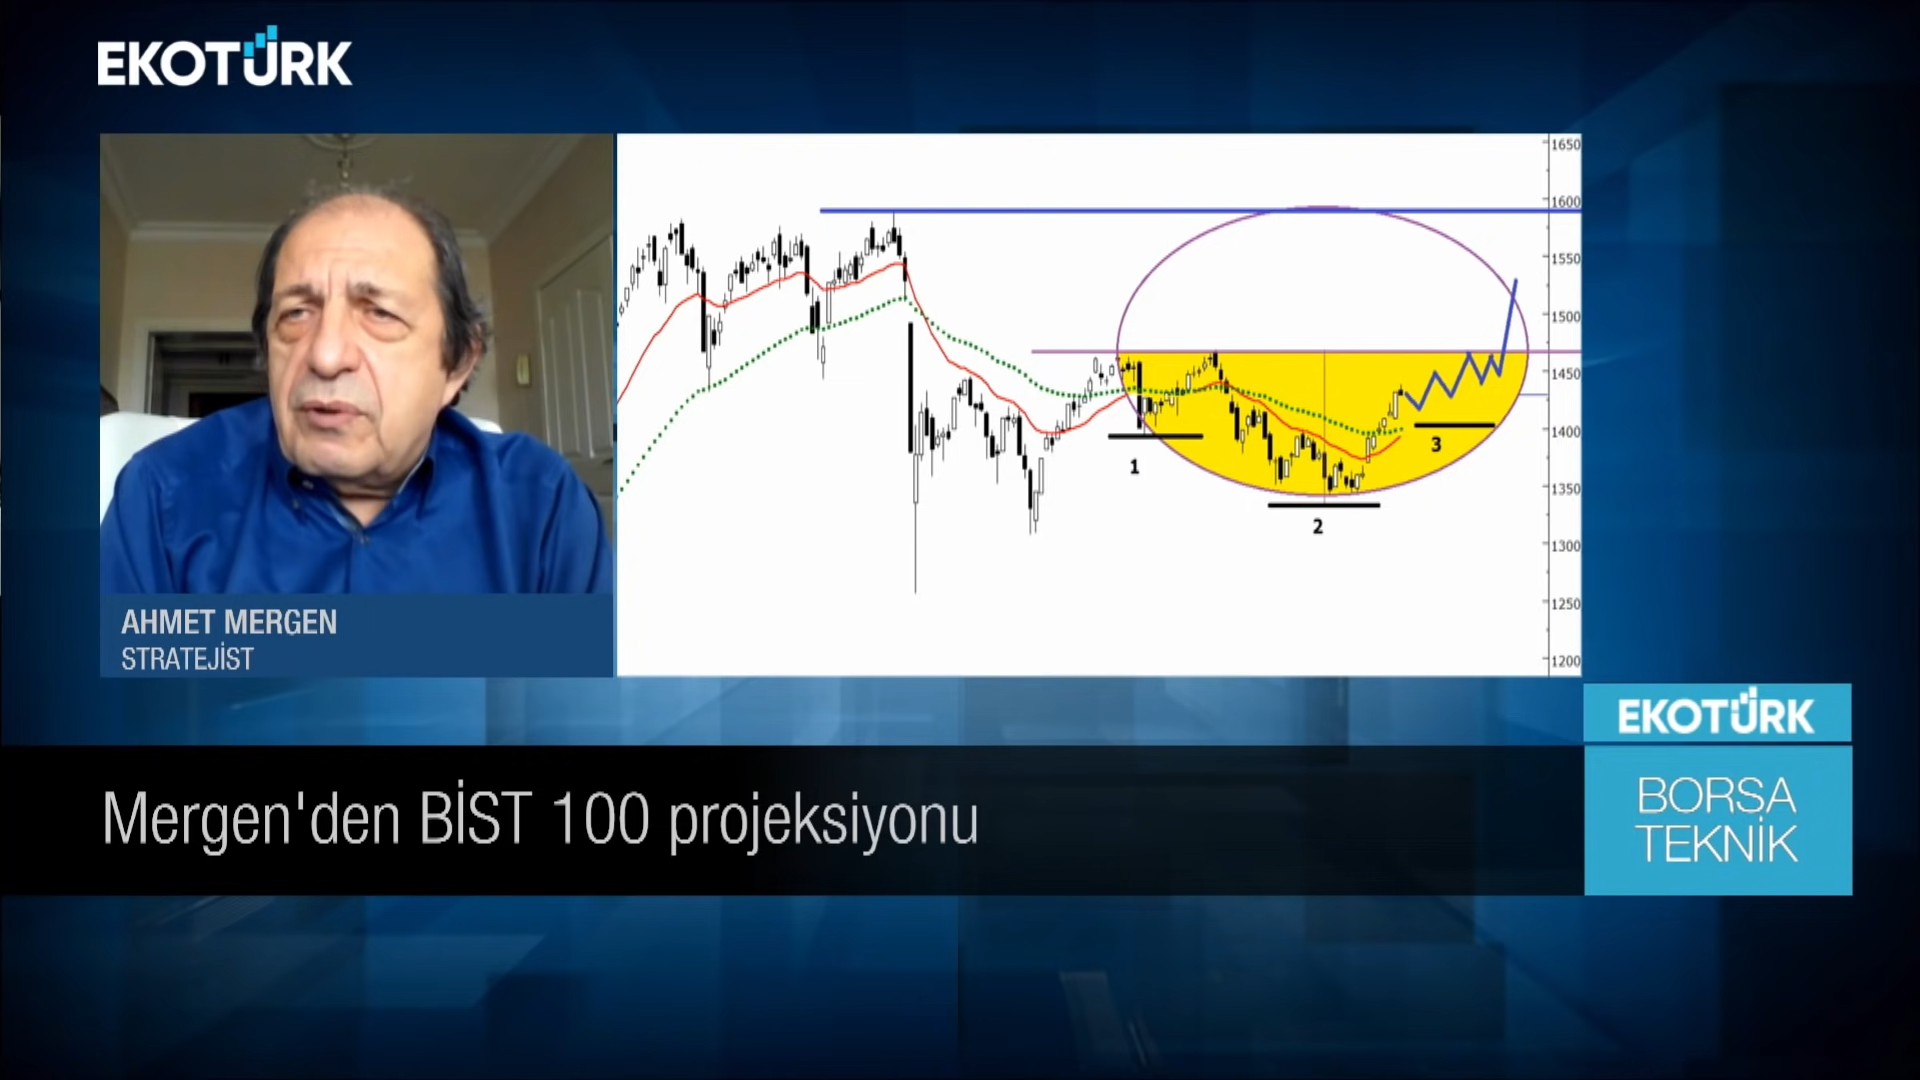 EKOTÜRK
1650
1600
1550
1500
1450
1400
1350
1300
1250
1200
1
2
3
AHMET MERGEN
STRATEJİST
EKOTÜRK
BORSA
TEKNİK
Mergen'den BİST 100 projeksiyonu